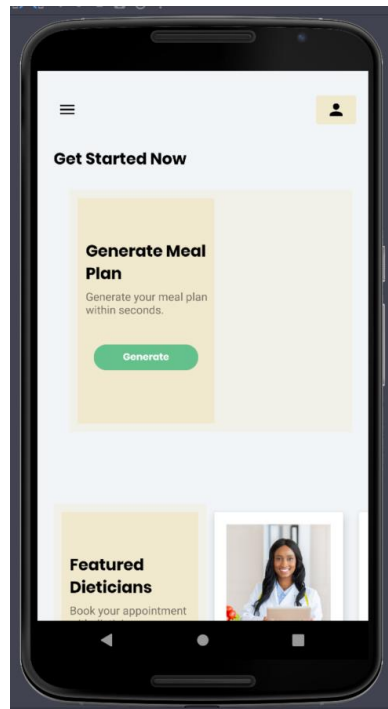 Get Started Now
Generate Meal
Plan
Generate your meal plan
within seconds.
Generate
Featured
Dieticians
Book your appointment